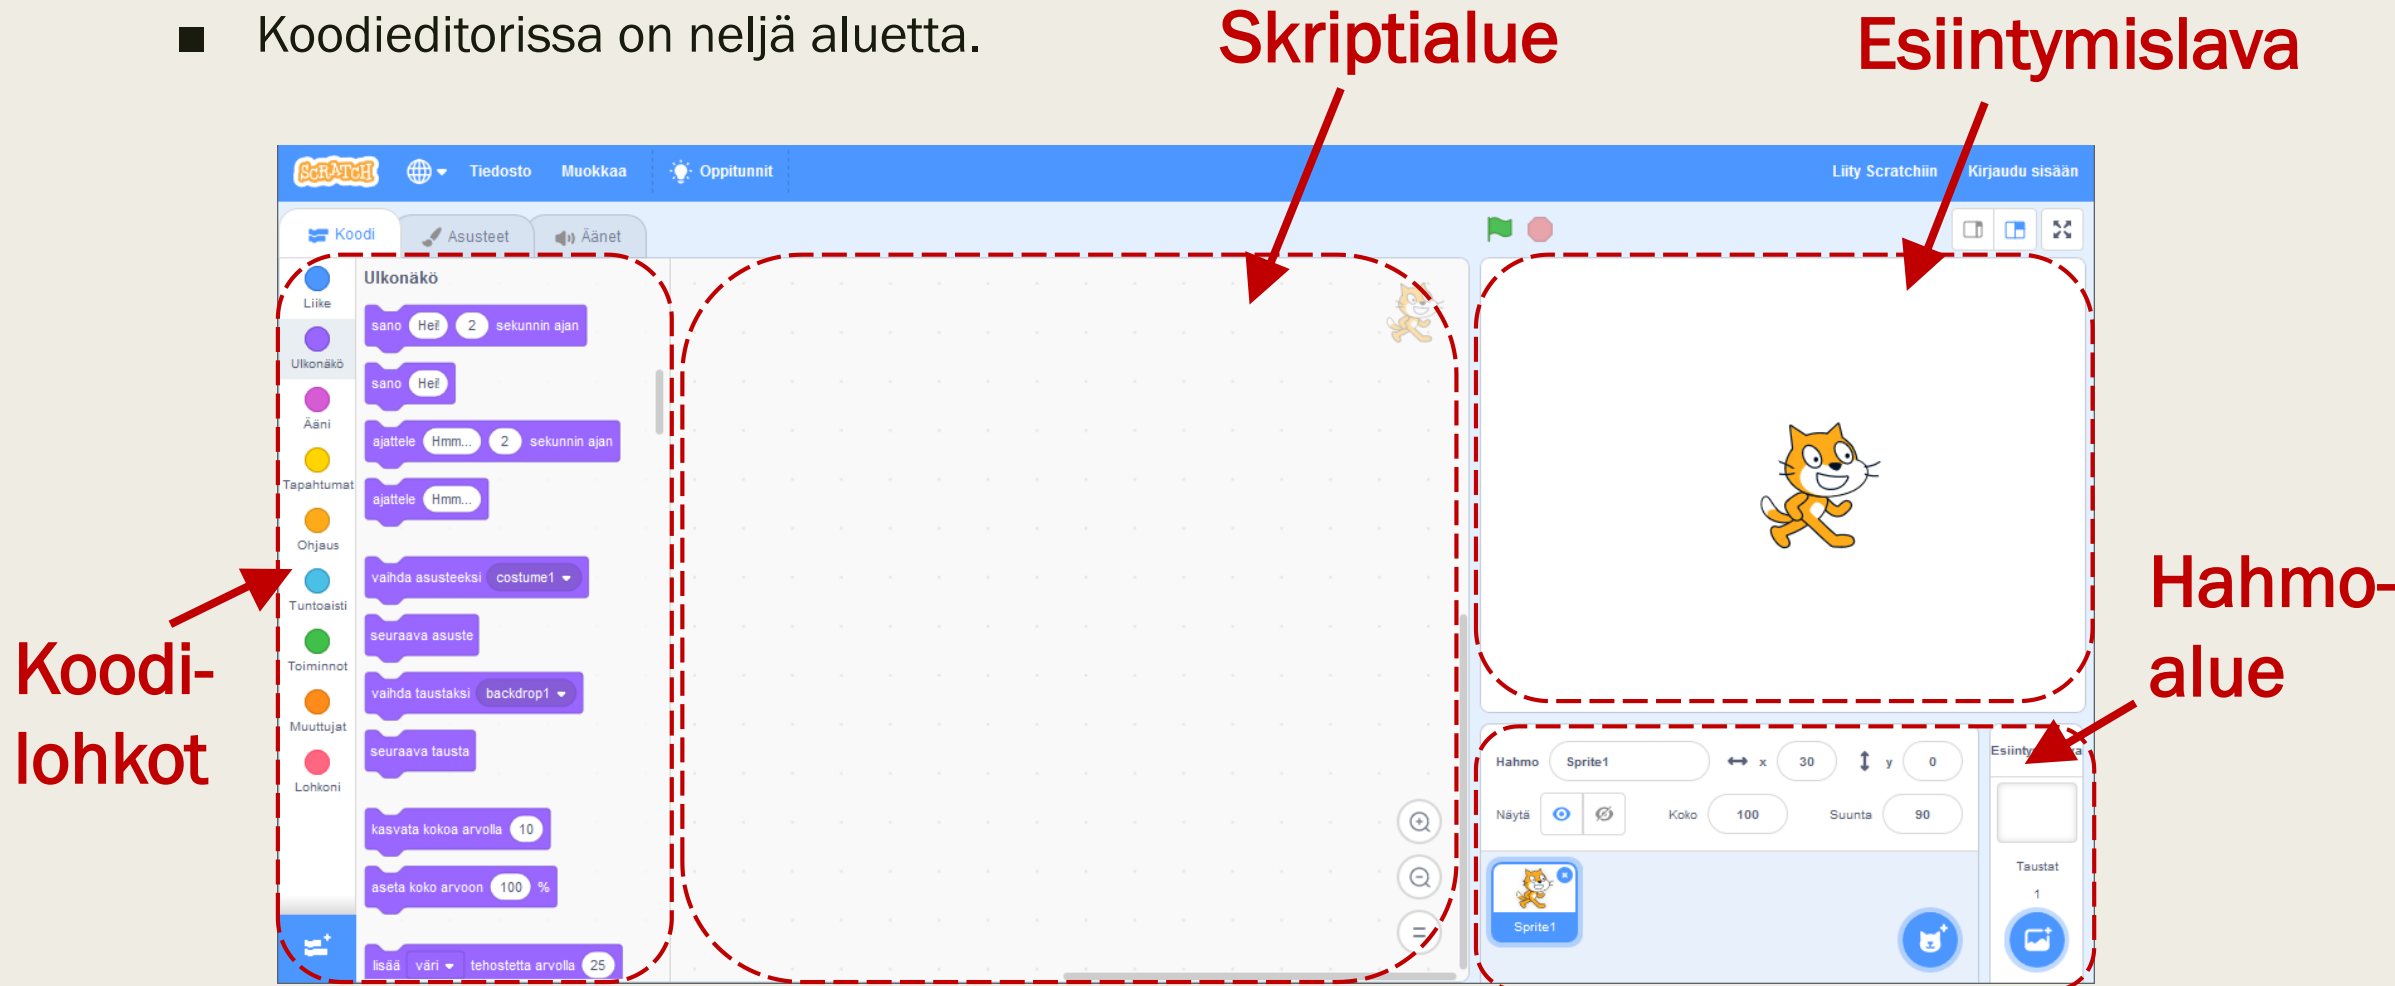 ■ Koodieditorissa on neljä aluetta.
Skriptialue
Esiintymislava
SCRATCH
Tiedosto
Muokkaa
Oppitunnit
Liity Scratchiin
Kirjaudu sisään
Koodi
Asusteet
Äänet
Liike
Ulkonäkö
Ääni
Tapahtumat
Ohjaus
Tuntoaisti
Toiminnot
Muuttujat
Lohkoni
Ulkonäkö
sano Hei! 2 sekunnin ajan
sano Hei!
ajattele Hmm... 2 sekunnin ajan
ajattele Hmm...
vaihda asusteeksi costume1
seuraava asuste
vaihda taustaksi backdrop1
seuraava tausta
kasvata kokoa arvolla 10
aseta koko arvoon 100 %
lisää väri tehostetta arvolla 25
Koodi-
lohkot
Hahmo-
alue
Hahmo Sprite1 x 30 y 0
Näytä Koko 100 Suunta 90
Sprite1
Taustat
1